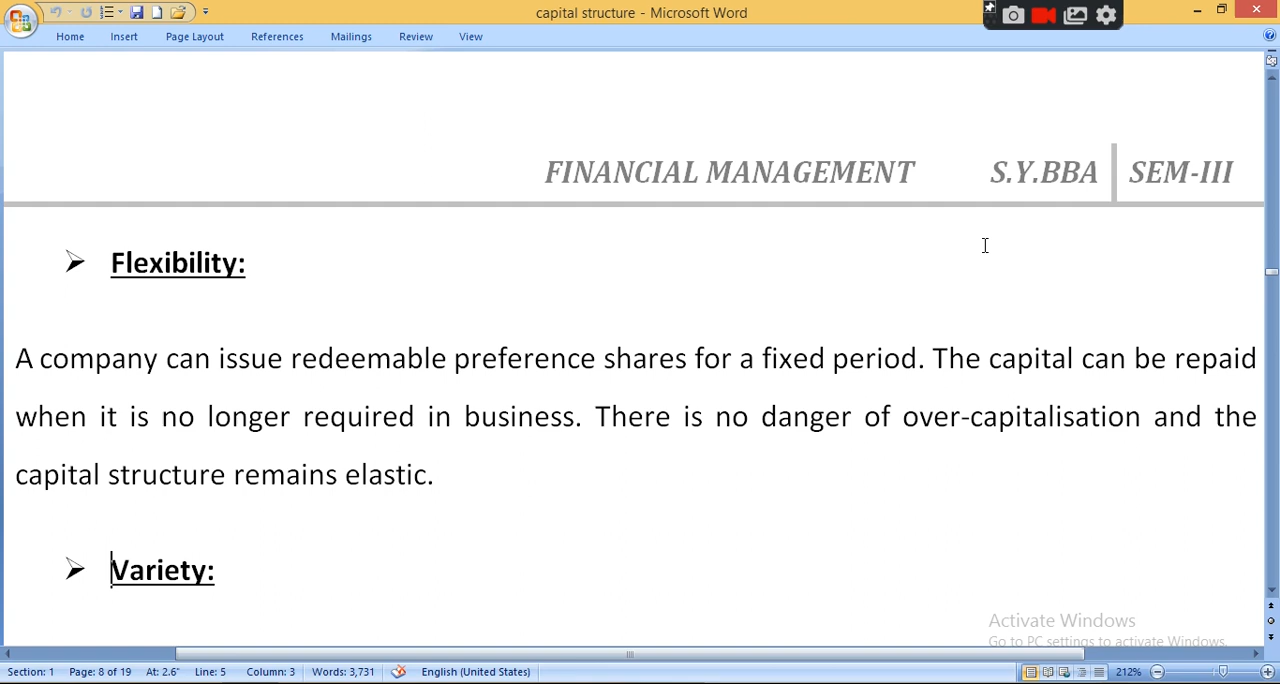 capital structure - Microsoft Word
Home Insert Page Layout References Mailings Review View
FINANCIAL MANAGEMENT S.Y.BBA SEM-III
Flexibility:
A company can issue redeemable preference shares for a fixed period. The capital can be repaid
when it is no longer required in business. There is no danger of over-capitalisation and the
capital structure remains elastic.
Variety:
Activate Windows
Go to PC settings to activate Windows.
Section: 1 Page: 8 of 19 At: 2.6" Line: 5 Column: 3 Words: 3,731 English (United States) 212%